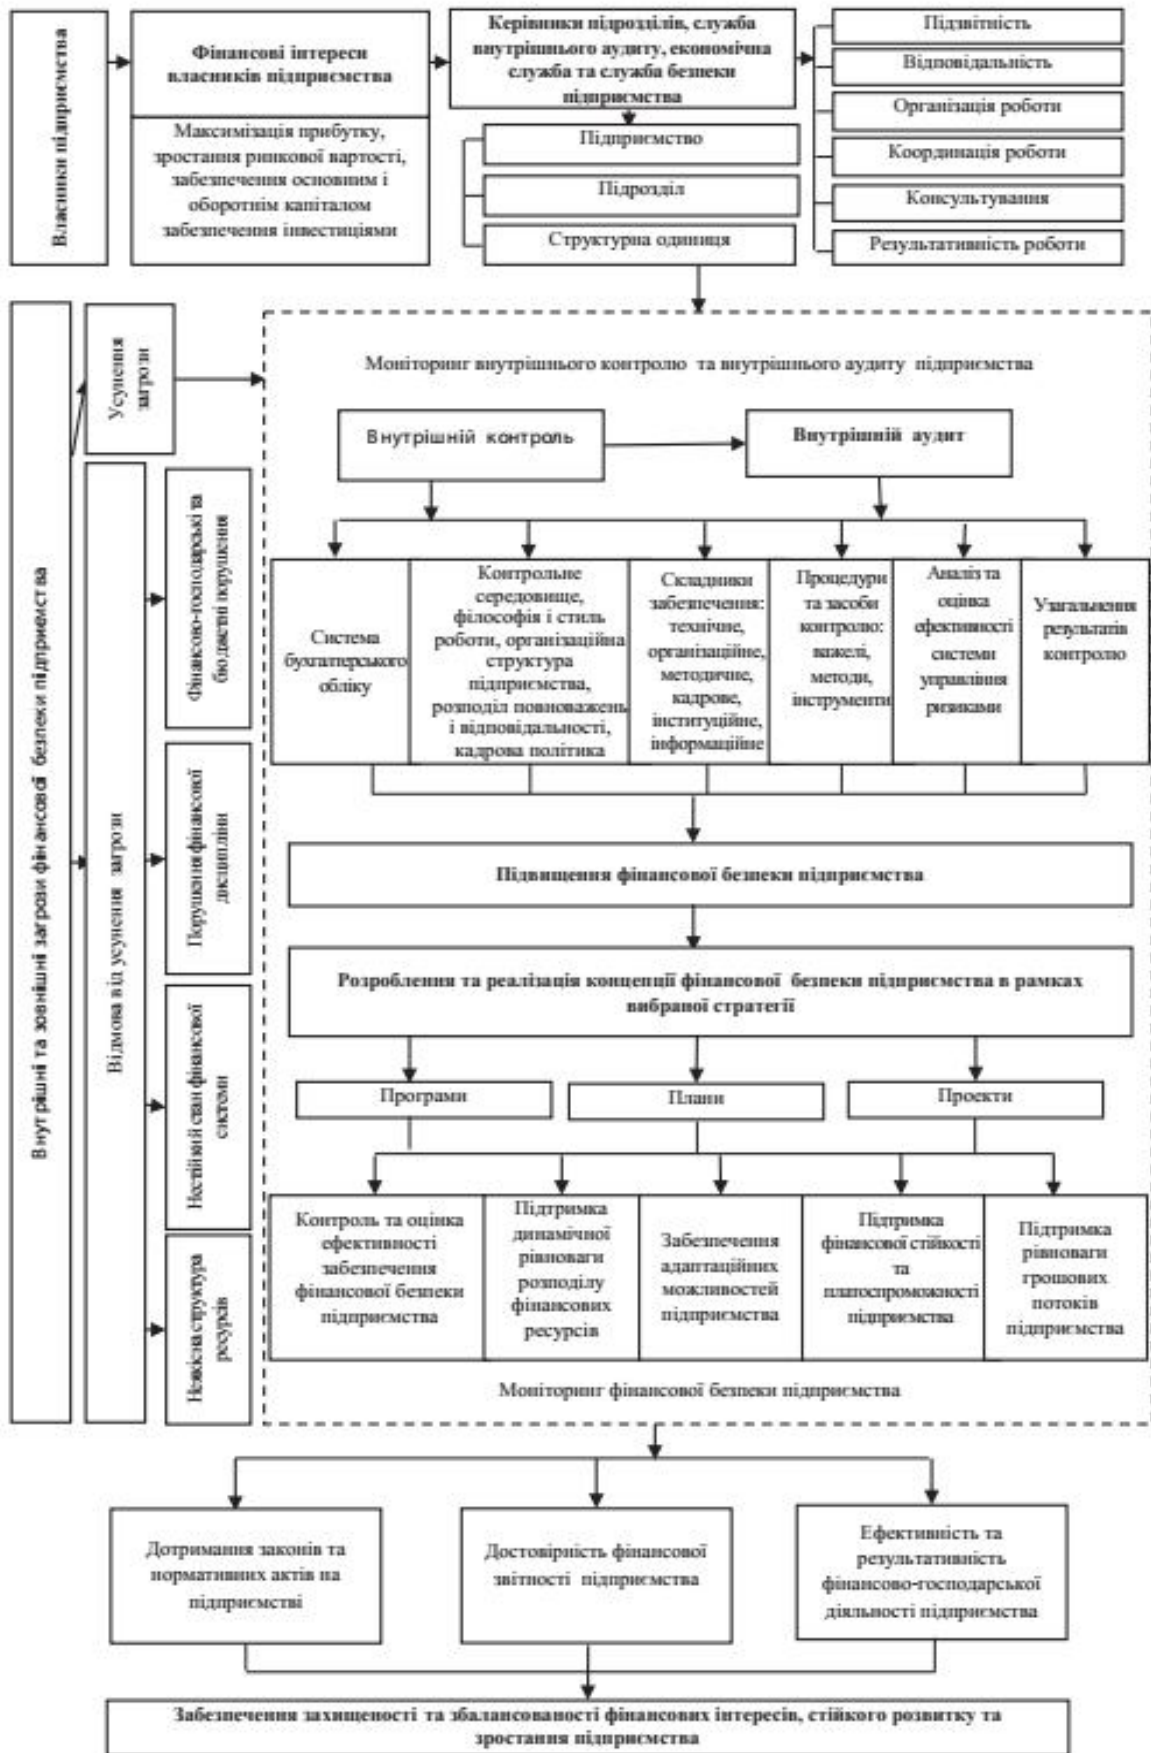 Власники підприємства
Фінансові інтереси
власників підприємства
Максимізація прибутку,
зростання ринкової вартості,
забезпечення основним і
оборотнім капіталом
забезпечення інвестиціями
Керівники підрозділів, служба
внутрішнього аудиту, економічна
служба та служба безпеки
підприємства
Підприємство
Підрозділ
Структурна одиниця
Підзвітність
Відповідальність
Організація роботи
Координація роботи
Консультування
Результативність роботи
Внутрішні та зовнішні загрози фінансової безпеки підприємства
Усунення
загрози
Відмова від усунення загрози
Фінансово-господарські та
бюджетні порушення
Порушення фінансової
дисципліни
Ностійкий стан фінансової
системи
Неякісна структура
ресурсів
Моніторинг внутрішнього контролю та внутрішнього аудиту підприємства
Внутрішній контроль
Внутрішній аудит
Система
бухгалтерського
обліку
Контрольне
середовище,
філософія і стиль
роботи, організаційна
структура
підприємства,
розподіл повноважень
і відповідальності,
кадрова політика
Складники
забезпечення:
технічне,
організаційне,
методичне,
кадрове,
інституційне,
інформаційне
Процедури
та засоби
контролю:
важелі,
методи,
інструменти
Аналіз та
оцінка
ефективності
системи
управління
ризиками
Узагальнення
результатів
контролю
Підвищення фінансової безпеки підприємства
Розроблення та реалізація концепції фінансової безпеки підприємства в рамках
вибраної стратегії
Програми
Плани
Проекти
Контроль та оцінка
ефективності
забезпечення
фінансової безпеки
підприємства
Підтримка
динамічної
рівноваги
розподілу
фінансових
ресурсів
Забезпечення
адаптаційних
можливостей
підприємства
Підтримка
фінансової стійкості
та
платоспроможності
підприємства
Підтримка
рівноваги
грошових
потоків
підприємства
Моніторинг фінансової безпеки підприємства
Дотримання законів та
нормативних актів на
підприємстві
Достовірність фінансової
звітності підприємства
Ефективність та
результативність
фінансово-господарської
діяльності підприємства
Забезпечення захищеності та збалансованості фінансових інтересів, стійкого розвитку та
зростання підприємства